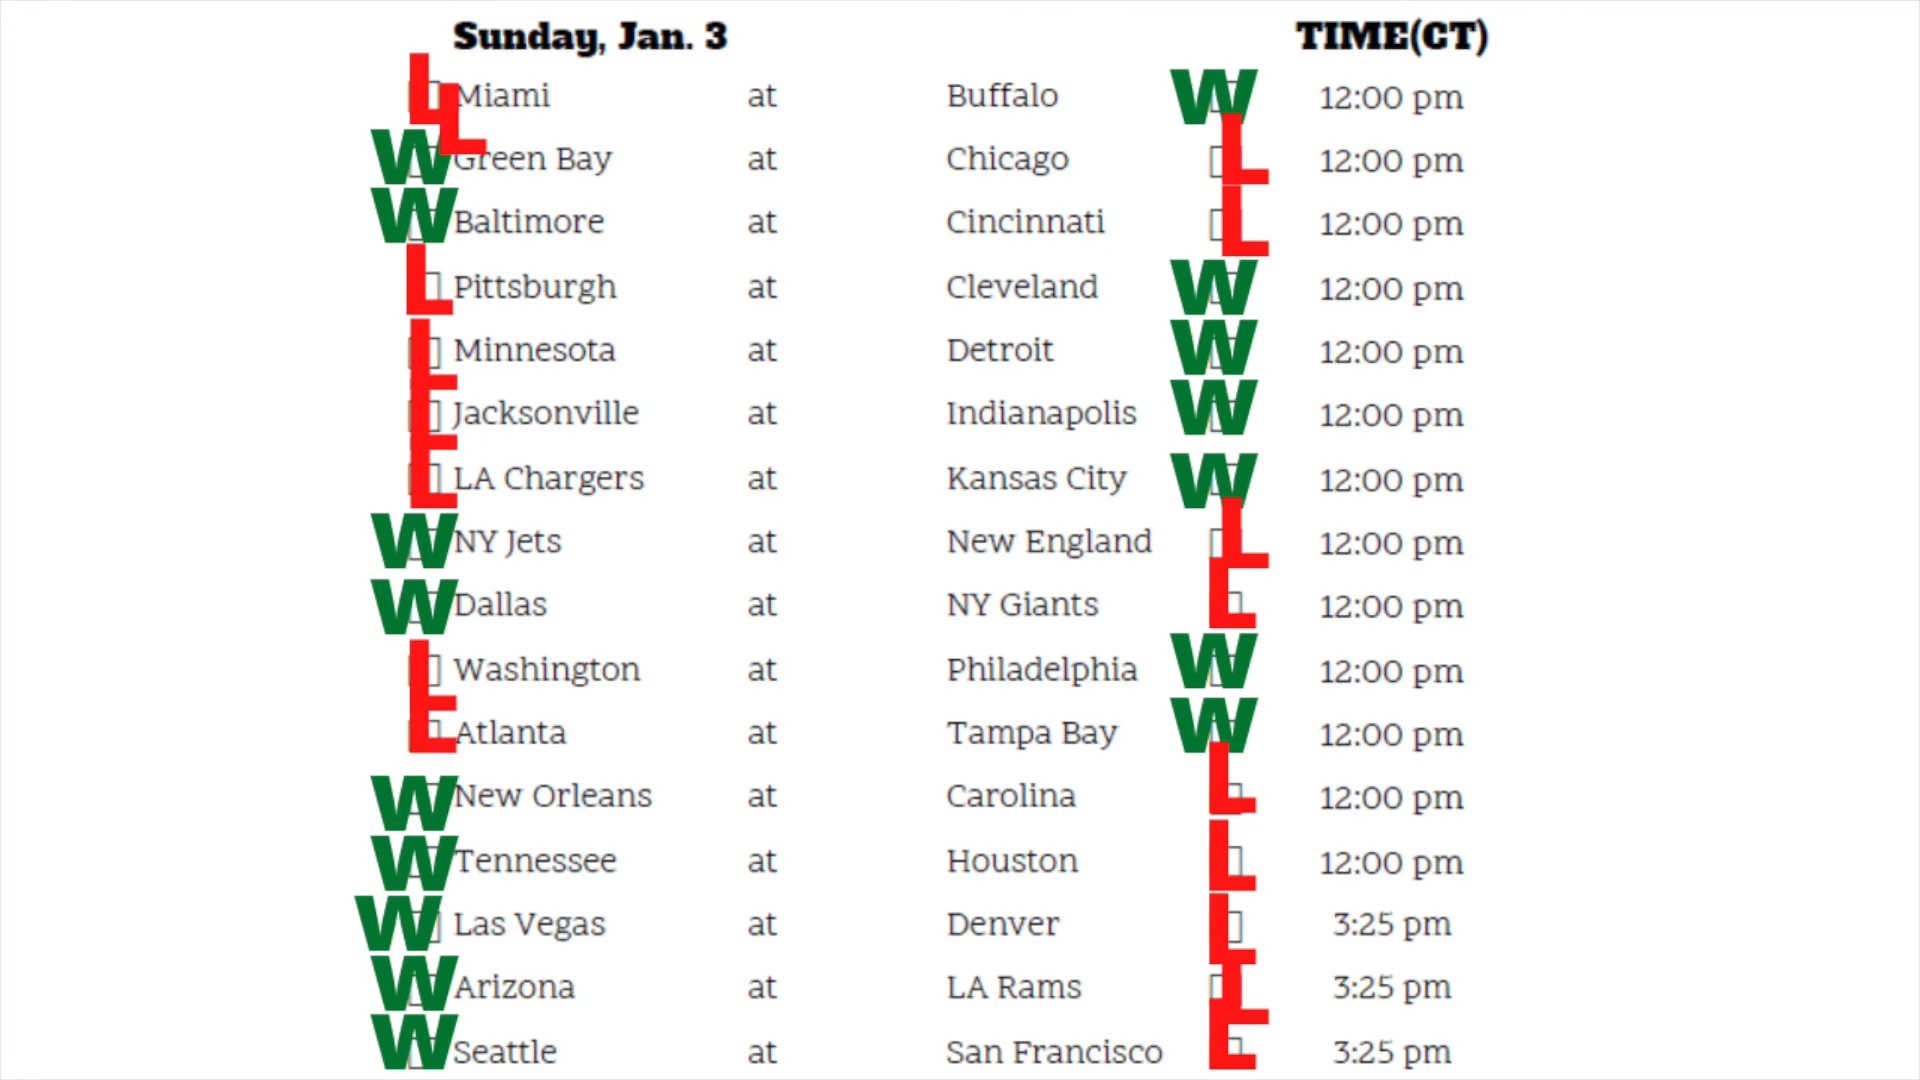 Sunday, Jan. 3 TIME(CT)
L L Miami at Buffalo W 12:00 pm
W Green Bay at Chicago L 12:00 pm
W Baltimore at Cincinnati L 12:00 pm
L Pittsburgh at Cleveland W 12:00 pm
L Minnesota at Detroit W 12:00 pm
L Jacksonville at Indianapolis W 12:00 pm
L LA Chargers at Kansas City W 12:00 pm
W NY Jets at New England L 12:00 pm
W Dallas at NY Giants L 12:00 pm
L Washington at Philadelphia W 12:00 pm
L Atlanta at Tampa Bay W 12:00 pm
W New Orleans at Carolina L 12:00 pm
W Tennessee at Houston L 12:00 pm
W Las Vegas at Denver L 3:25 pm
W Arizona at LA Rams L 3:25 pm
W Seattle at San Francisco L 3:25 pm